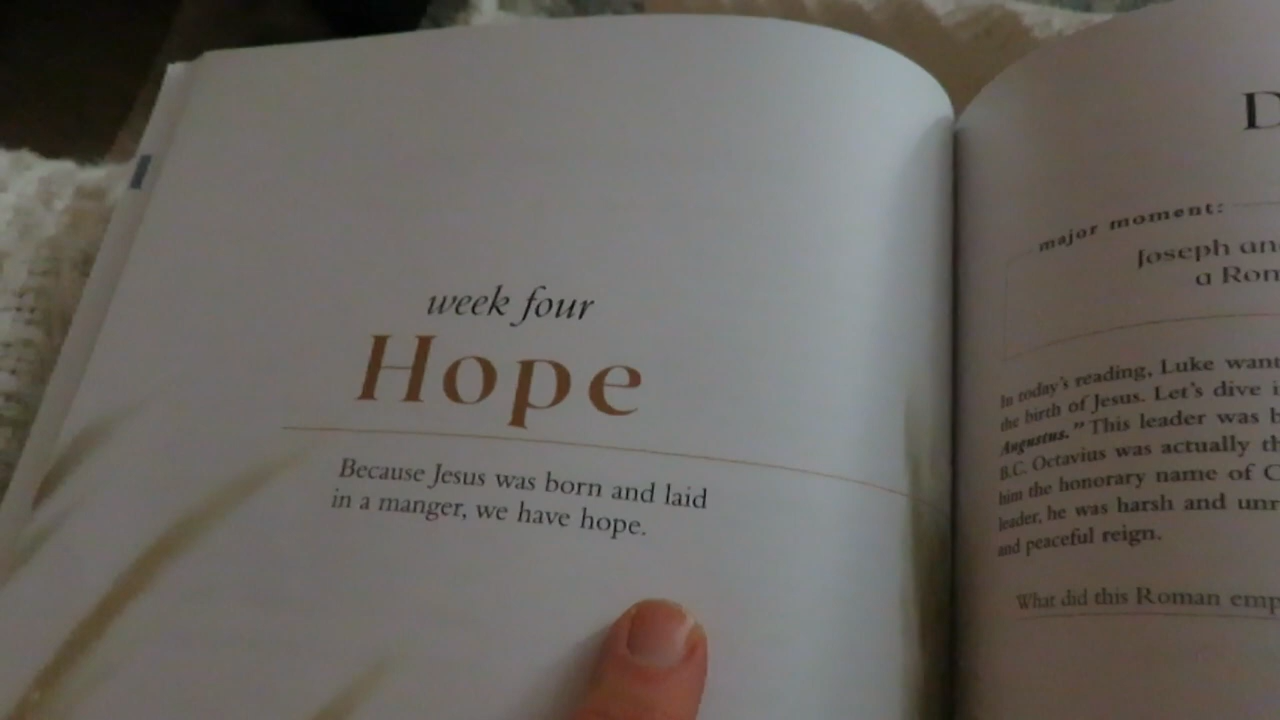 week four
Hope
Because Jesus was born and laid
in a manger, we have hope.
D
major moment:
Joseph an
a Rom
In today's reading, Luke want
the birth of Jesus. Let's dive i
Augustus." This leader was b
B.C. Octavius was actually th
him the honorary name of C
leader, he was harsh and unr
and peaceful reign.
What did this Roman emp